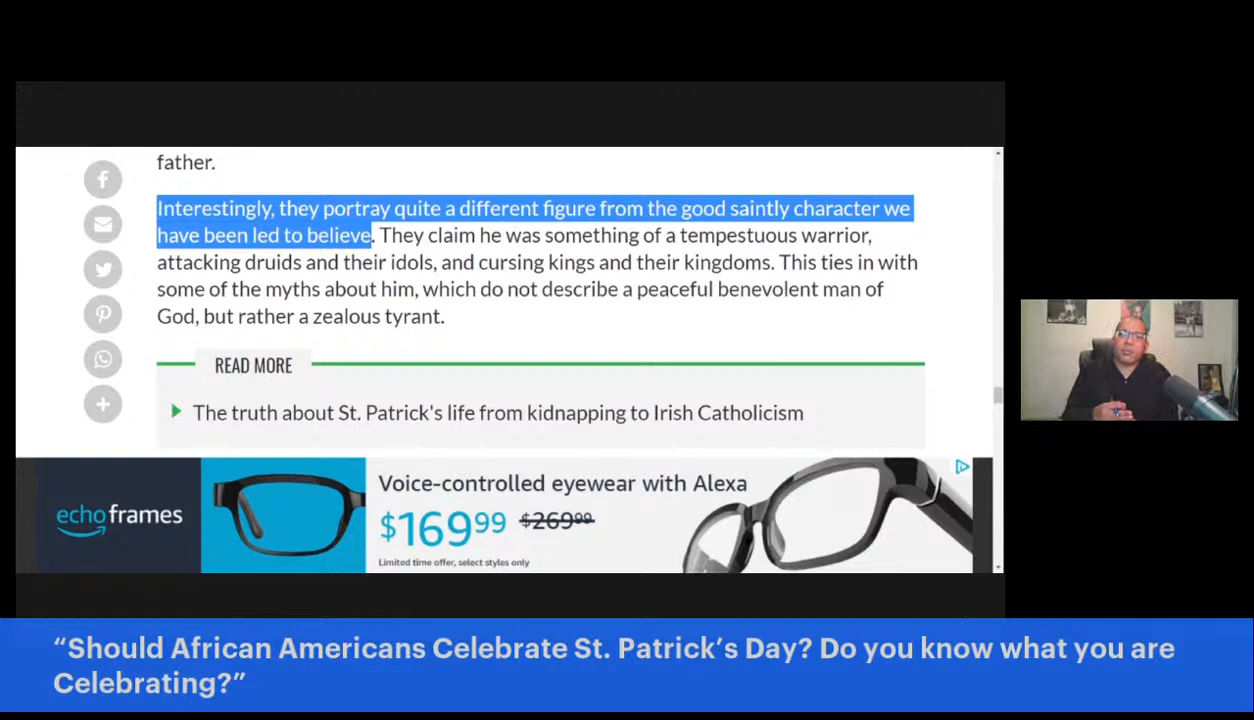 father.
Interestingly, they portray quite a different figure from the good saintly character we
have been led to believe. They claim he was something of a tempestuous warrior,
attacking druids and their idols, and cursing kings and their kingdoms. This ties in with
some of the myths about him, which do not describe a peaceful benevolent man of
God, but rather a zealous tyrant.
READ MORE
The truth about St. Patrick's life from kidnapping to Irish Catholicism
echo frames
Voice-controlled eyewear with Alexa
$16999 $26999
Limited time offer, select styles only
“Should African Americans Celebrate St. Patrick’s Day? Do you know what you are
Celebrating?”